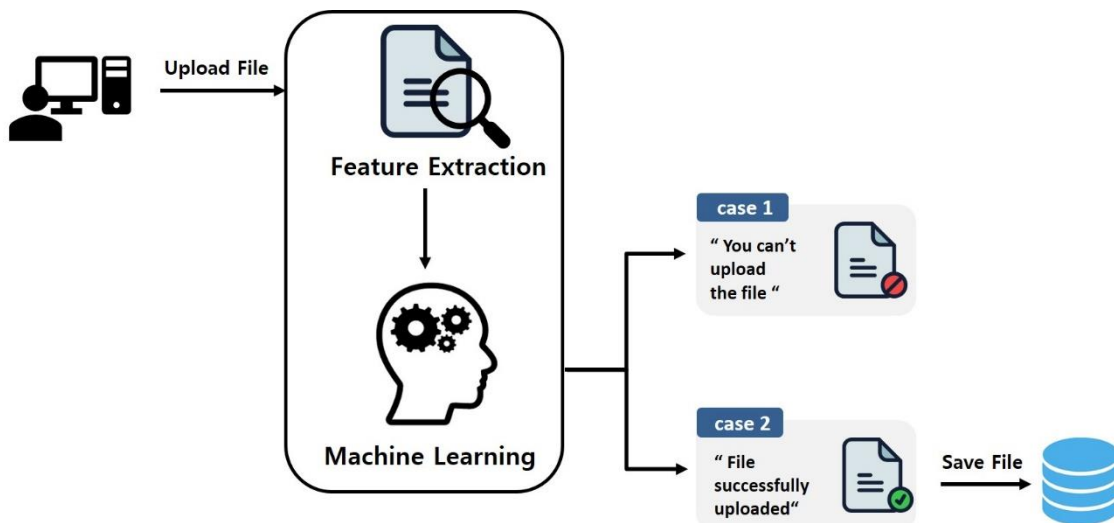 Upload File
Feature Extraction
Machine Learning
case 1
“ You can’t
upload
the file “
case 2
“ File
successfully
uploaded“
Save File